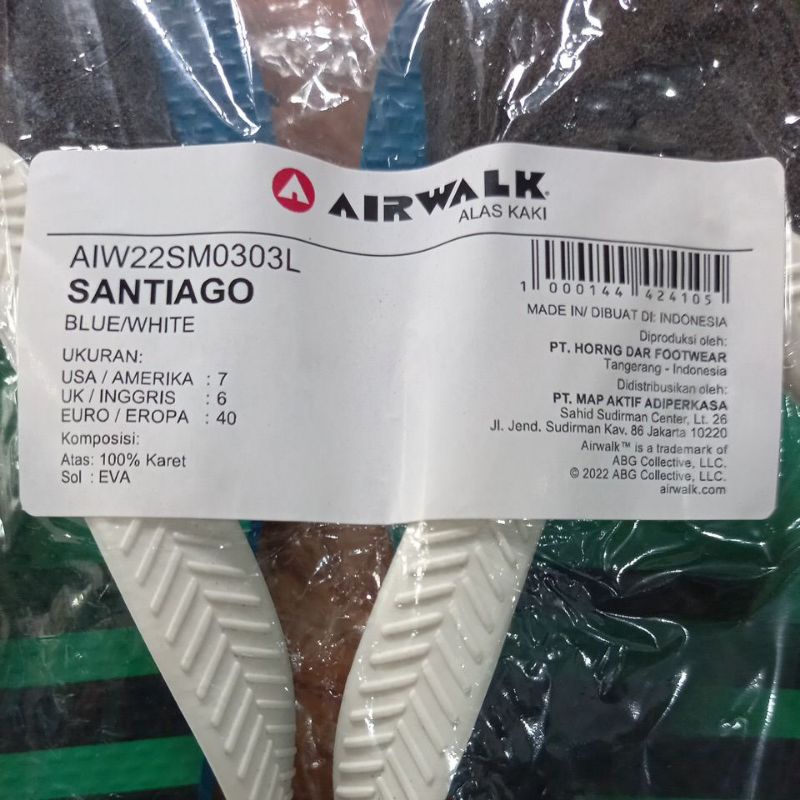 AIRWALK®
ALAS KAKI
AIW22SM0303L
SANTIAGO
BLUE/WHITE
UKURAN:
USA / AMERIKA : 7
UK / INGGRIS : 6
EURO / EROPA : 40
Komposisi:
Atas: 100% Karet
Sol : EVA
1 000144 424105
MADE IN/ DIBUAT DI: INDONESIA
Diproduksi oleh:
PT. HORNG DAR FOOTWEAR
Tangerang - Indonesia
Didistribusikan oleh:
PT. MAP AKTIF ADIPERKASA
Sahid Sudirman Center, Lt. 26
Jl. Jend. Sudirman Kav. 86 Jakarta 10220
Airwalk™ is a trademark of
ABG Collective, LLC.
© 2022 ABG Collective, LLC.
airwalk.com